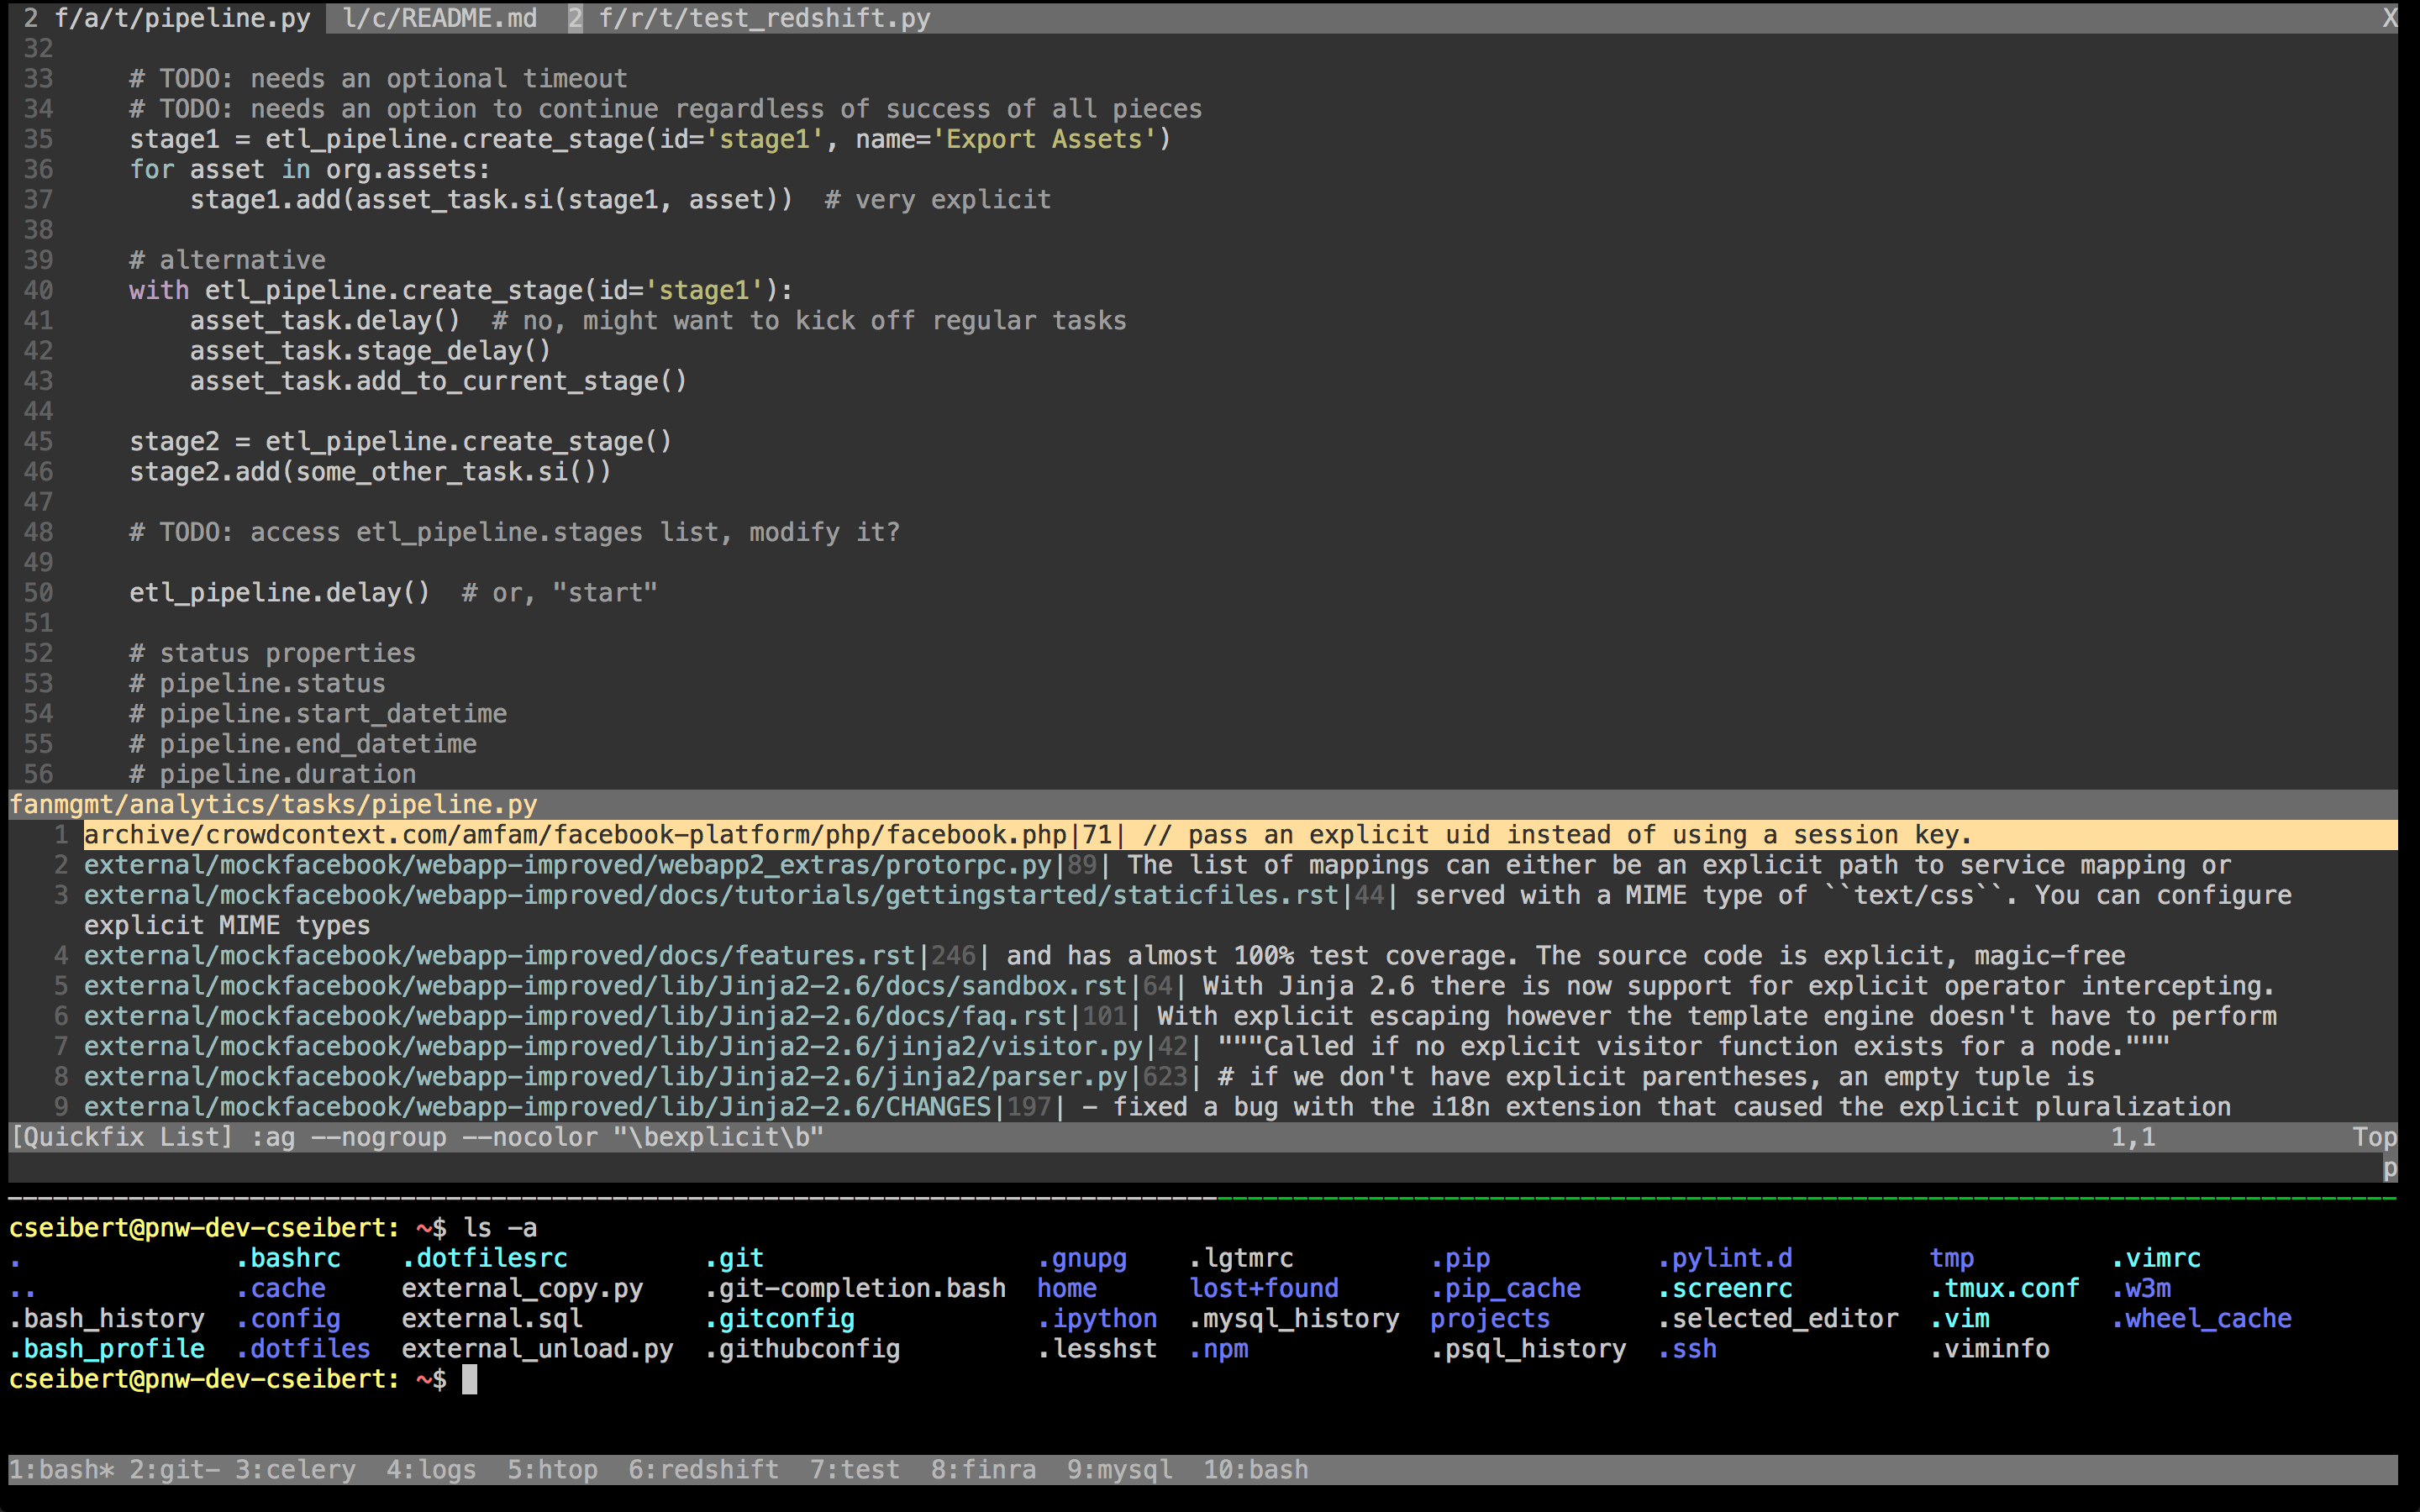 2 f/a/t/pipeline.py  l/c/README.md  2 f/r/t/test_redshift.py X
32
33     # TODO: needs an optional timeout
34     # TODO: needs an option to continue regardless of success of all pieces
35     stage1 = etl_pipeline.create_stage(id='stage1', name='Export Assets')
36     for asset in org.assets:
37         stage1.add(asset_task.si(stage1, asset))  # very explicit
38
39     # alternative
40     with etl_pipeline.create_stage(id='stage1'):
41         asset_task.delay()  # no, might want to kick off regular tasks
42         asset_task.stage_delay()
43         asset_task.add_to_current_stage()
44
45     stage2 = etl_pipeline.create_stage()
46     stage2.add(some_other_task.si())
47
48     # TODO: access etl_pipeline.stages list, modify it?
49
50     etl_pipeline.delay()  # or, "start"
51
52     # status properties
53     # pipeline.status
54     # pipeline.start_datetime
55     # pipeline.end_datetime
56     # pipeline.duration
fanmgmt/analytics/tasks/pipeline.py
1 archive/crowdcontext.com/amfam/facebook-platform/php/facebook.php|71| // pass an explicit uid instead of using a session key.
2 external/mockfacebook/webapp-improved/webapp2_extras/protorpc.py|89| The list of mappings can either be an explicit path to service mapping or
3 external/mockfacebook/webapp-improved/docs/tutorials/gettingstarted/staticfiles.rst|44| served with a MIME type of ``text/css``. You can configure
explicit MIME types
4 external/mockfacebook/webapp-improved/docs/features.rst|246| and has almost 100% test coverage. The source code is explicit, magic-free
5 external/mockfacebook/webapp-improved/lib/Jinja2-2.6/docs/sandbox.rst|64| With Jinja 2.6 there is now support for explicit operator intercepting.
6 external/mockfacebook/webapp-improved/lib/Jinja2-2.6/docs/faq.rst|101| With explicit escaping however the template engine doesn't have to perform
7 external/mockfacebook/webapp-improved/lib/Jinja2-2.6/jinja2/visitor.py|42| """Called if no explicit visitor function exists for a node."""
8 external/mockfacebook/webapp-improved/lib/Jinja2-2.6/jinja2/parser.py|623| # if we don't have explicit parentheses, an empty tuple is
9 external/mockfacebook/webapp-improved/lib/Jinja2-2.6/CHANGES|197| - fixed a bug with the i18n extension that caused the explicit pluralization
[Quickfix List] :ag --nogroup --nocolor "\bexplicit\b" 1,1 Top
p
cseibert@pnw-dev-cseibert: ~$ ls -a
. .bashrc .dotfilesrc .git .gnupg .lgtmrc .pip .pylint.d tmp .vimrc
.. .cache external_copy.py .git-completion.bash home lost+found .pip_cache .screenrc .tmux.conf .w3m
.bash_history .config external.sql .gitconfig .ipython .mysql_history projects .selected_editor .vim .wheel_cache
.bash_profile .dotfiles external_unload.py .githubconfig .lesshst .npm .psql_history .ssh .viminfo
cseibert@pnw-dev-cseibert: ~$
1:bash* 2:git- 3:celery  4:logs  5:htop  6:redshift  7:test  8:finra  9:mysql  10:bash